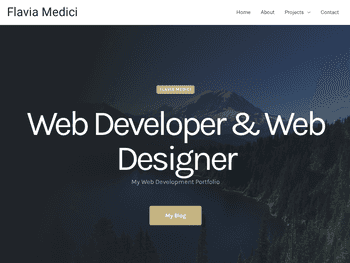 Flavia Medici
Home About Projects Contact
FLAVIA MEDICI
Web Developer & Web
Designer
My Web Development Portfolio
My Blog